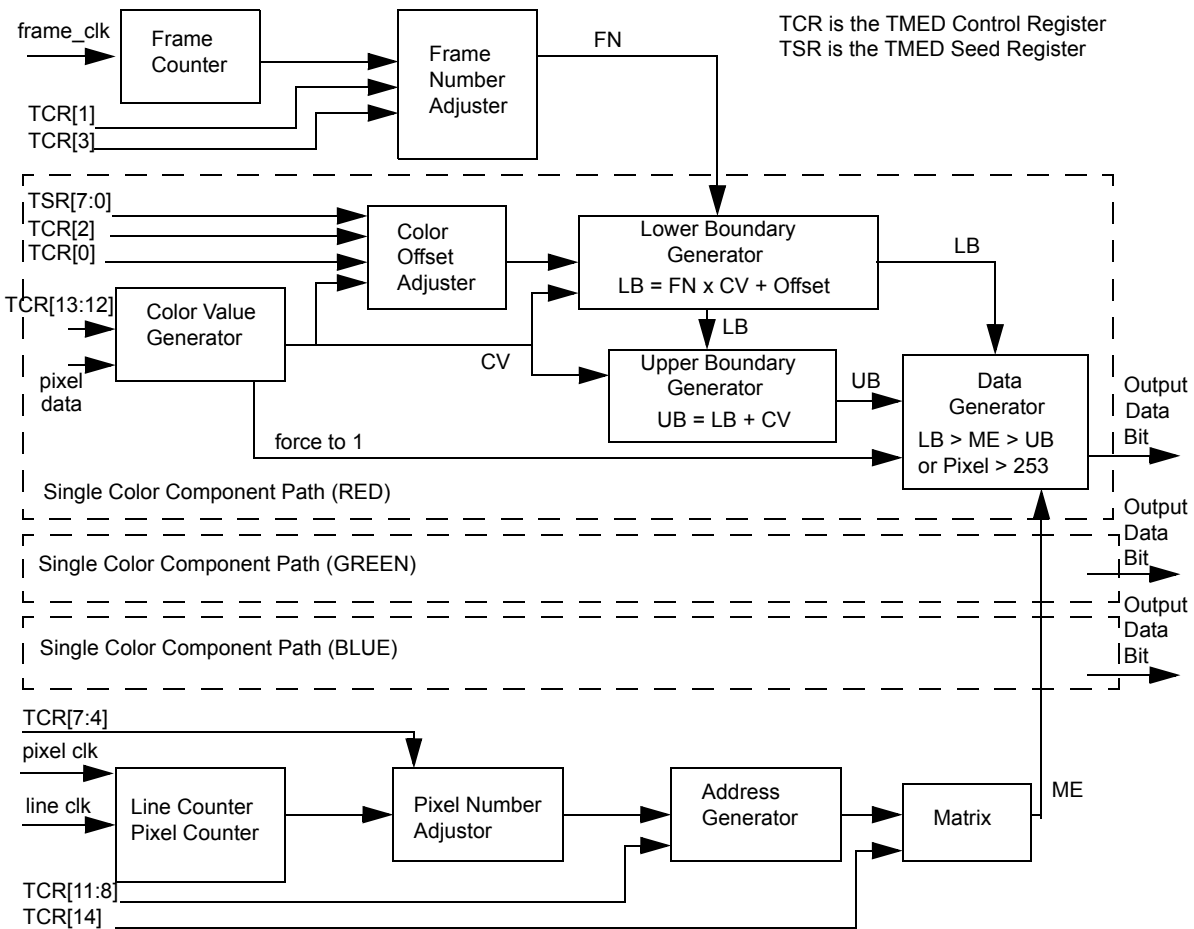 frame_clk
Frame
Counter
Frame
Number
Adjuster
FN
TCR is the TMED Control Register
TSR is the TMED Seed Register
TCR[1]
TCR[3]
TSR[7:0]
TCR[2]
TCR[0]
Color
Offset
Adjuster
Lower Boundary
Generator
LB = FN x CV + Offset
LB
TCR[13:12]
Color Value
Generator
pixel
data
CV
LB
Upper Boundary
Generator
UB = LB + CV
UB
Data
Generator
LB > ME > UB
or Pixel > 253
Output
Data
Bit
force to 1
Single Color Component Path (RED)
Output
Data
Bit
Single Color Component Path (GREEN)
Output
Data
Bit
Single Color Component Path (BLUE)
TCR[7:4]
pixel clk
line clk
Line Counter
Pixel Counter
Pixel Number
Adjustor
Address
Generator
Matrix
ME
TCR[11:8]
TCR[14]